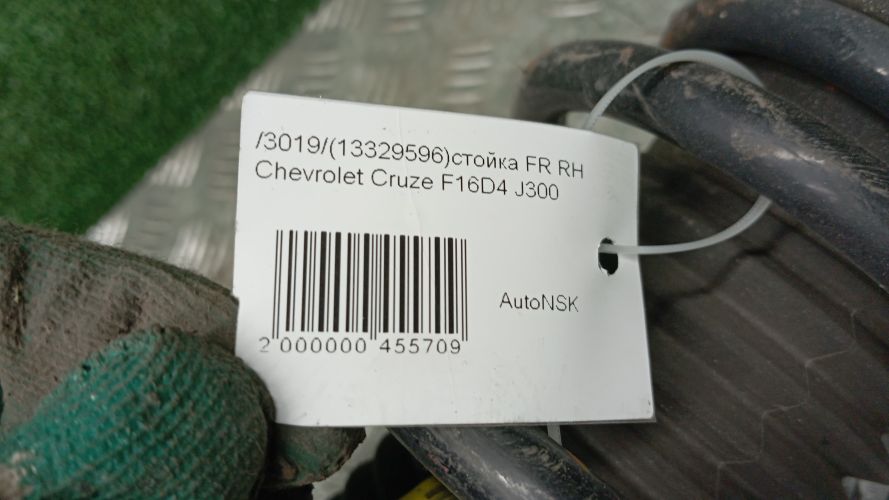 /3019/(13329596)стойка FR RH
Chevrolet Cruze F16D4 J300
AutoNSK
2 000000 455709